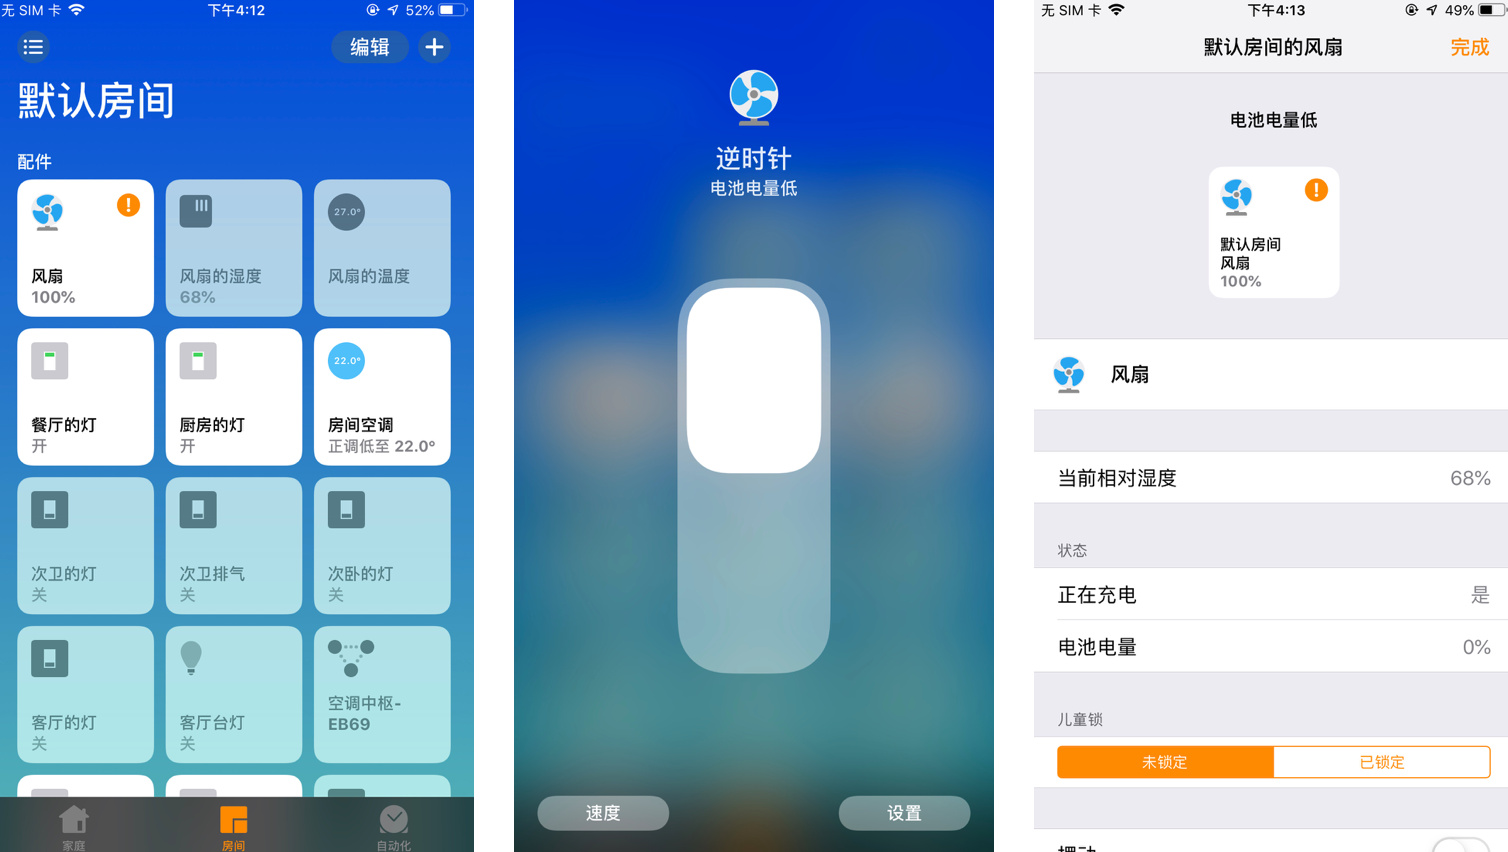 无 SIM 卡
下午4:12
52%
编辑
默认房间
配件
风扇
100%
风扇的湿度
68%
27.0°
风扇的温度
餐厅的灯
开
厨房的灯
开
22.0°
房间空调
正调低至 22.0°
次卫的灯
关
次卫排气
关
次卧的灯
关
客厅的灯
关
客厅台灯
关
空调中枢-
EB69
家庭
房间
自动化
逆时针
电池电量低
速度
设置
无 SIM 卡
下午4:13
49%
默认房间的风扇
完成
电池电量低
默认房间
风扇
100%
风扇
当前相对湿度
68%
状态
正在充电
是
电池电量
0%
儿童锁
未锁定
已锁定